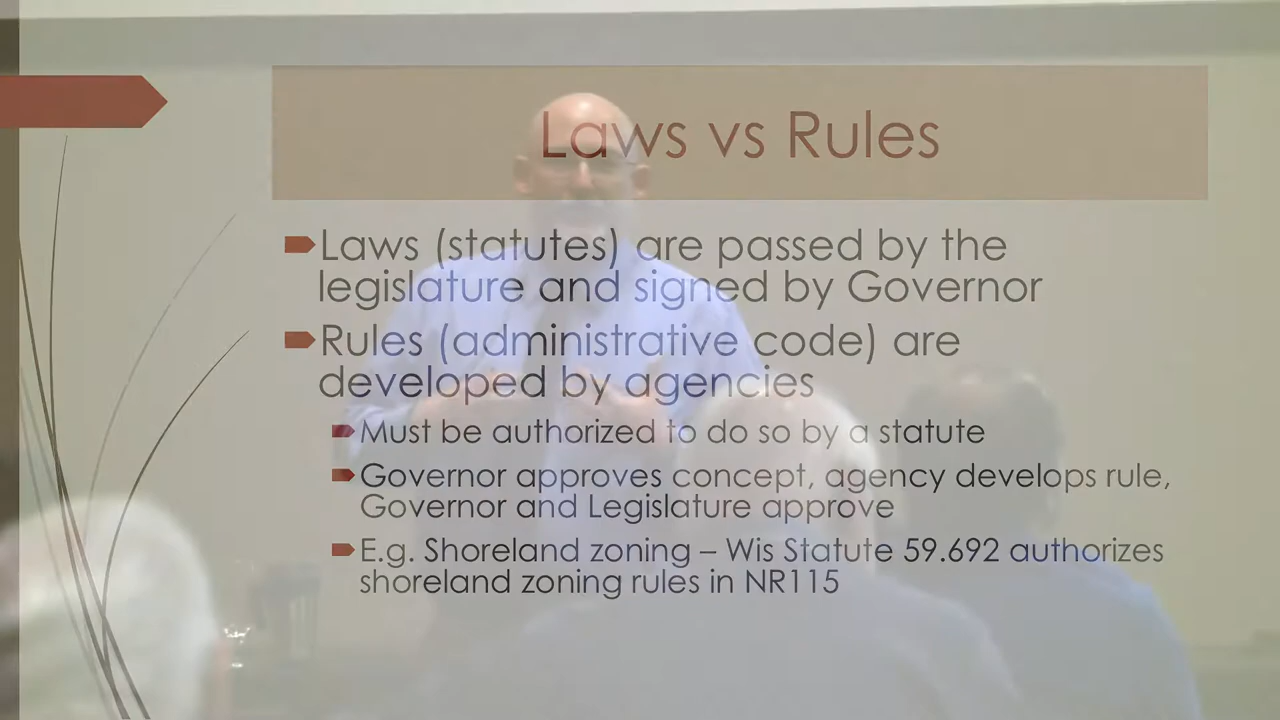 Laws vs Rules
Laws (statutes) are passed by the
legislature and signed by Governor
Rules (administrative code) are
developed by agencies
Must be authorized to do so by a statute
Governor approves concept, agency develops rule,
Governor and Legislature approve
E.g. Shoreland zoning – Wis Statute 59.692 authorizes
shoreland zoning rules in NR115